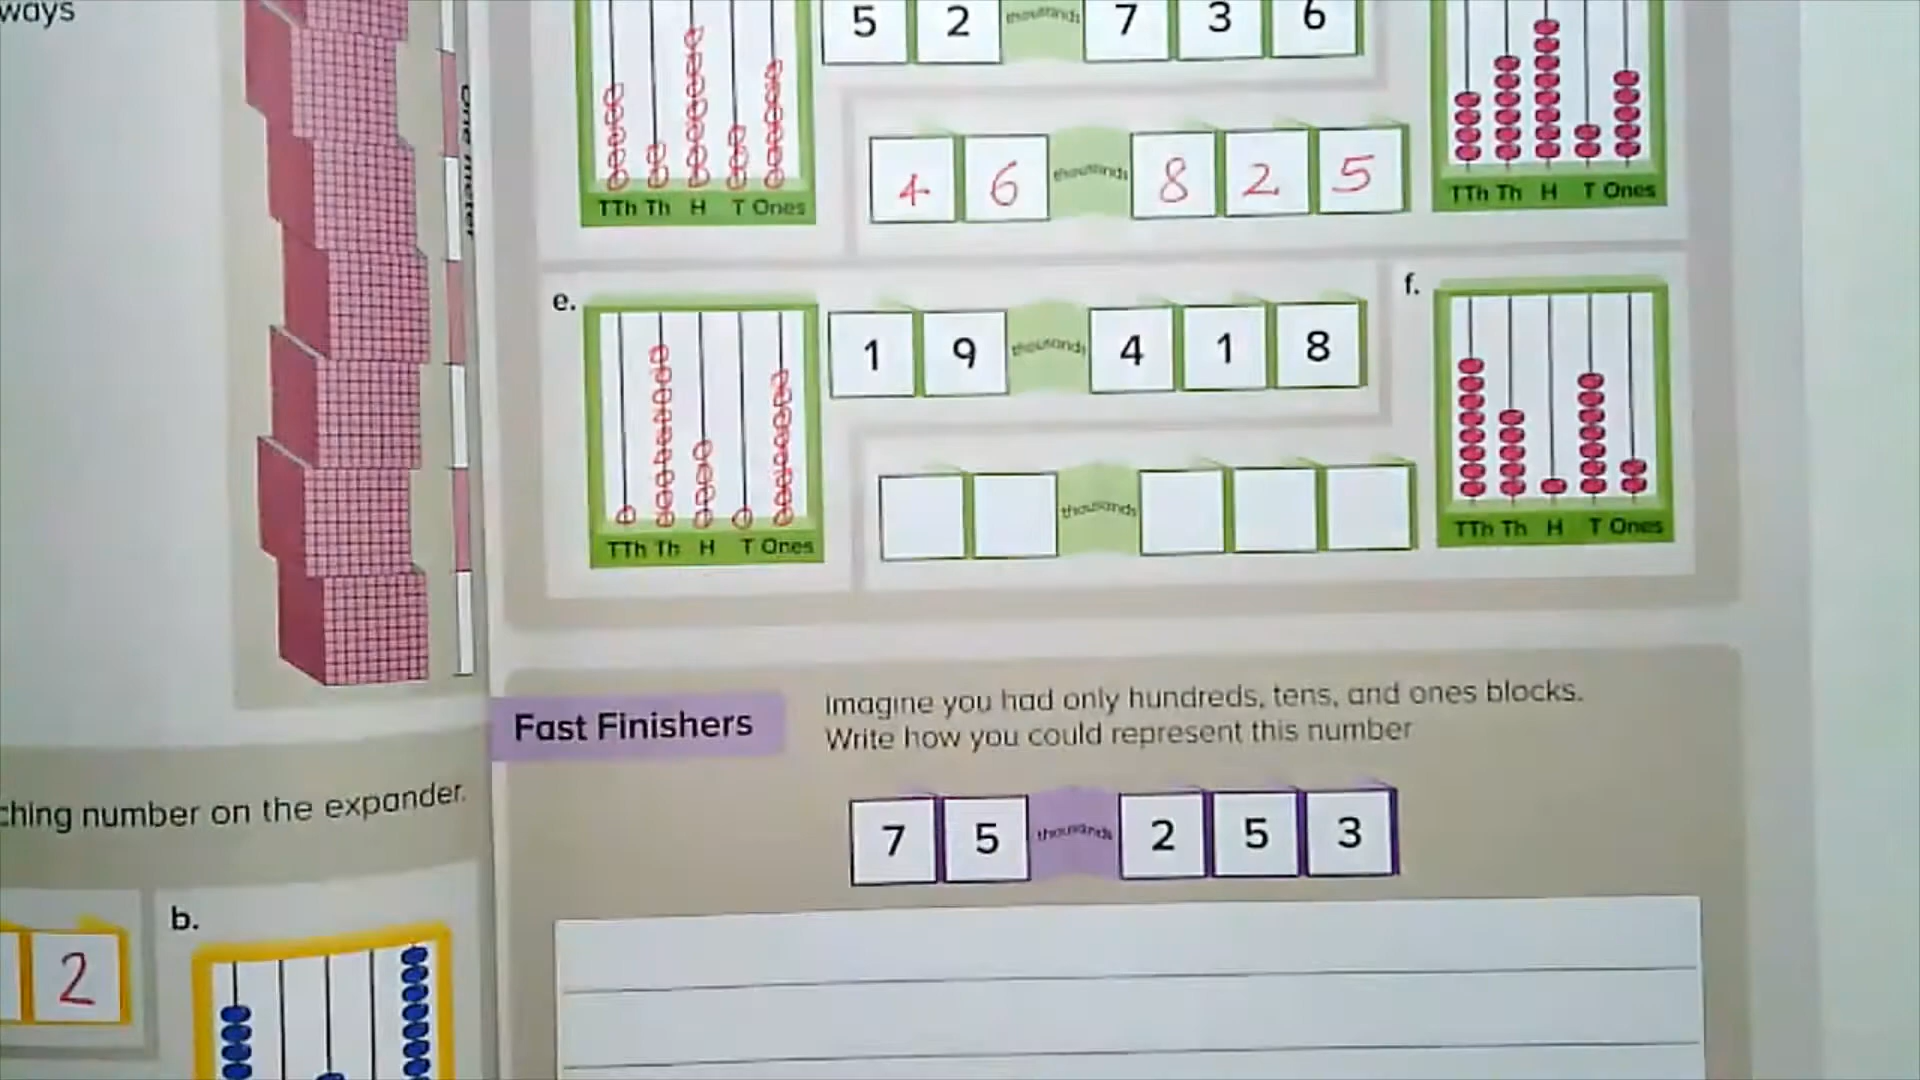 ways
One meter
5 2 thousands 7 3 6
TTh Th H T Ones
4 6 thousands 8 2 5
TTh Th H T Ones
e.
1 9 thousands 4 1 8
TTh Th H T Ones
f.
thousands
TTh Th H T Ones
Fast Finishers
Imagine you had only hundreds, tens, and ones blocks.
Write how you could represent this number
7 5 thousands 2 5 3
ching number on the expander.
2
b.